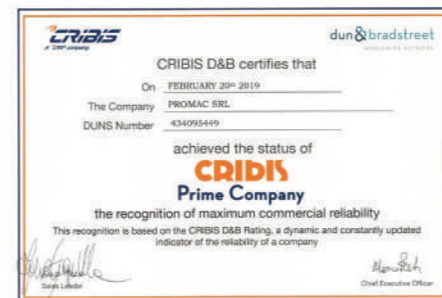 CRIBIS
A CRIF company
dun & bradstreet
WORLDWIDE NETWORK
CRIBIS D&B certifies that
On FEBRUARY 20th 2019
The Company PROMAC SRL
DUNS Number 434095449
achieved the status of
CRIBIS
Prime Company
the recognition of maximum commercial reliability
This recognition is based on the CRIBIS D&B Rating, a dynamic and constantly updated
indicator of the reliability of a company
Sales Leader
Chief Executive Officer